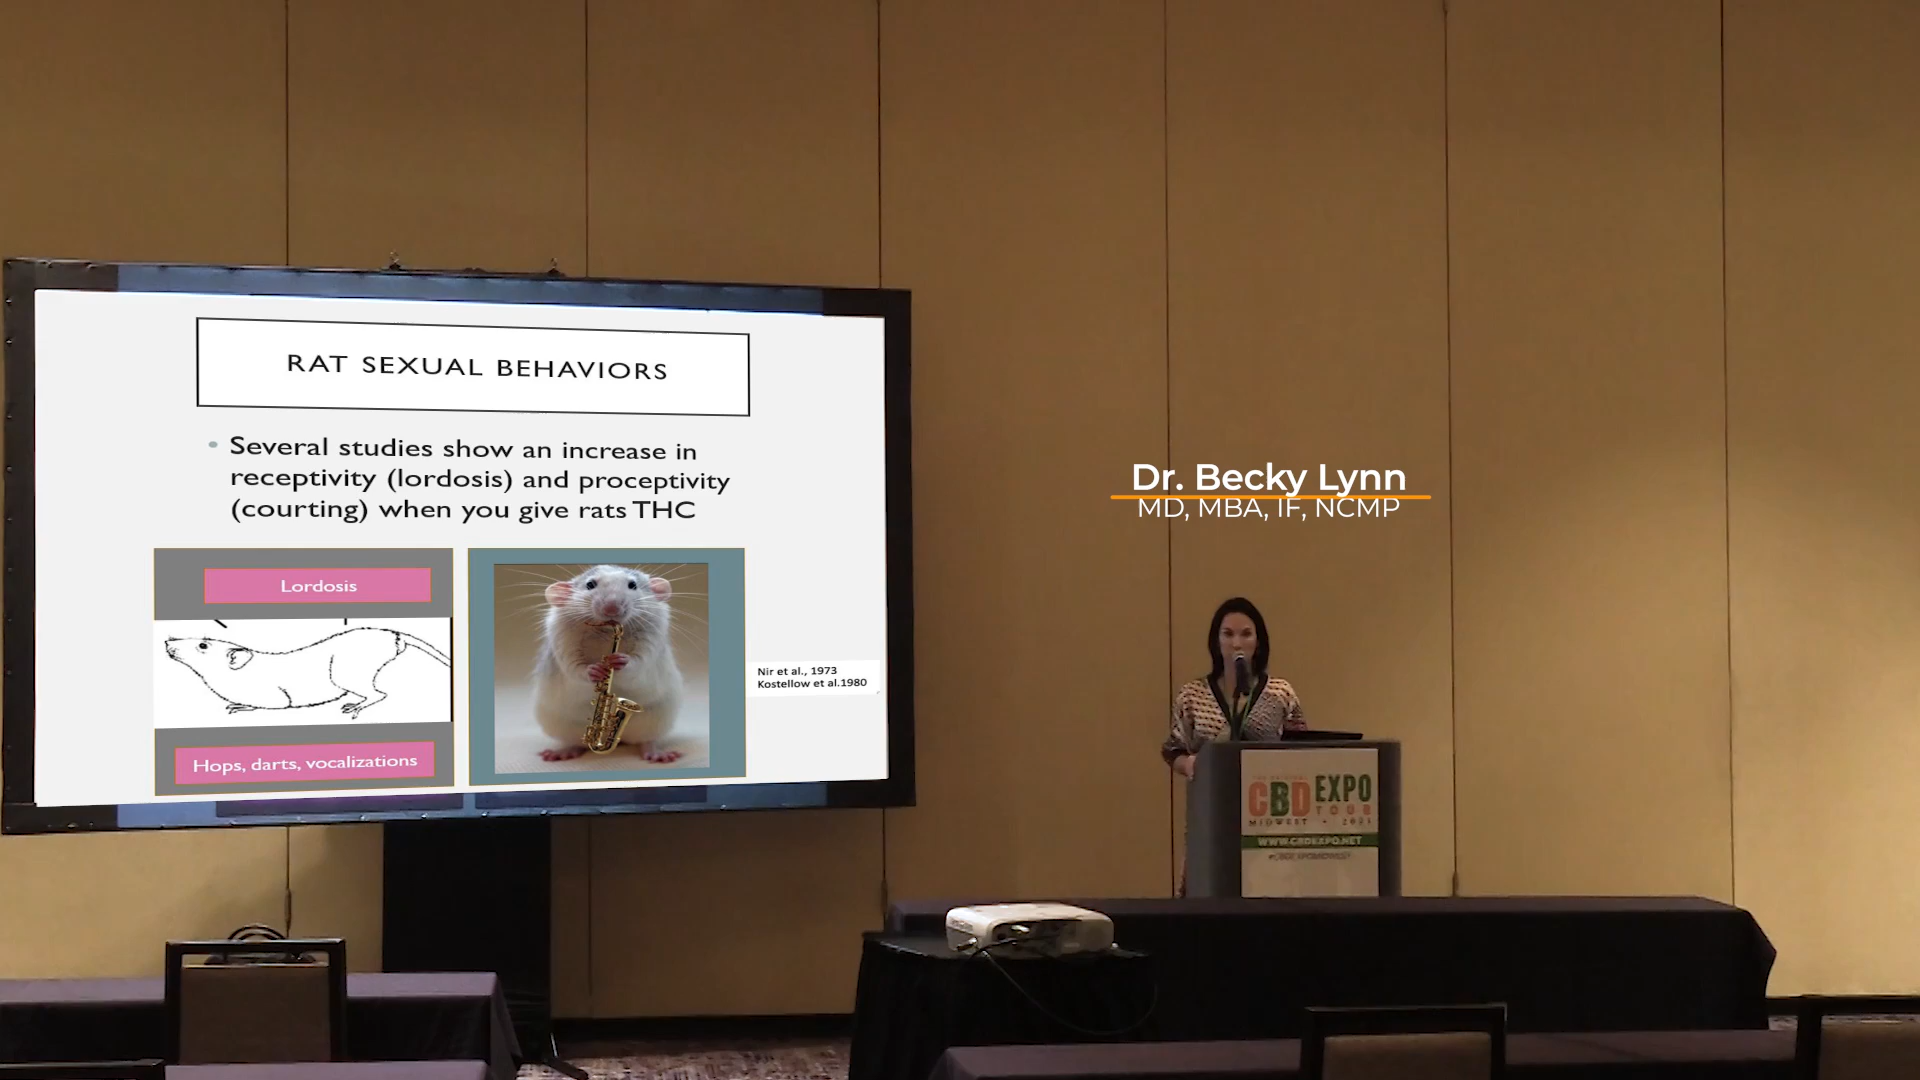 RAT SEXUAL BEHAVIORS
Several studies show an increase in
receptivity (lordosis) and proceptivity
(courting) when you give rats THC
Lordosis
Hops, darts, vocalizations
Nir et al., 1973
Kostellow et al.1980
Dr. Becky Lynn
MD, MBA, IF, NCMP
CBD EXPO
TOUR
MIDWEST • 2021
WWW.CBDEXPO.NET